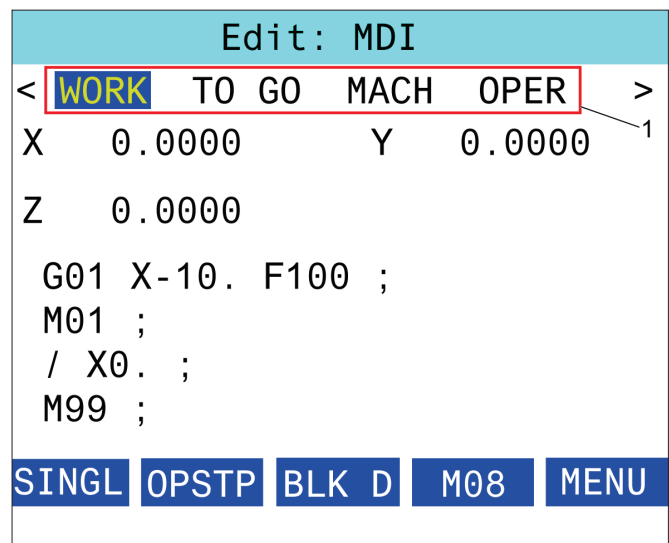 Edit: MDI
< WORK TO GO MACH OPER >
1
X 0.0000 Y 0.0000
Z 0.0000
G01 X-10. F100 ;
M01 ;
/ X0. ;
M99 ;
SINGL OPSTP BLK D M08 MENU